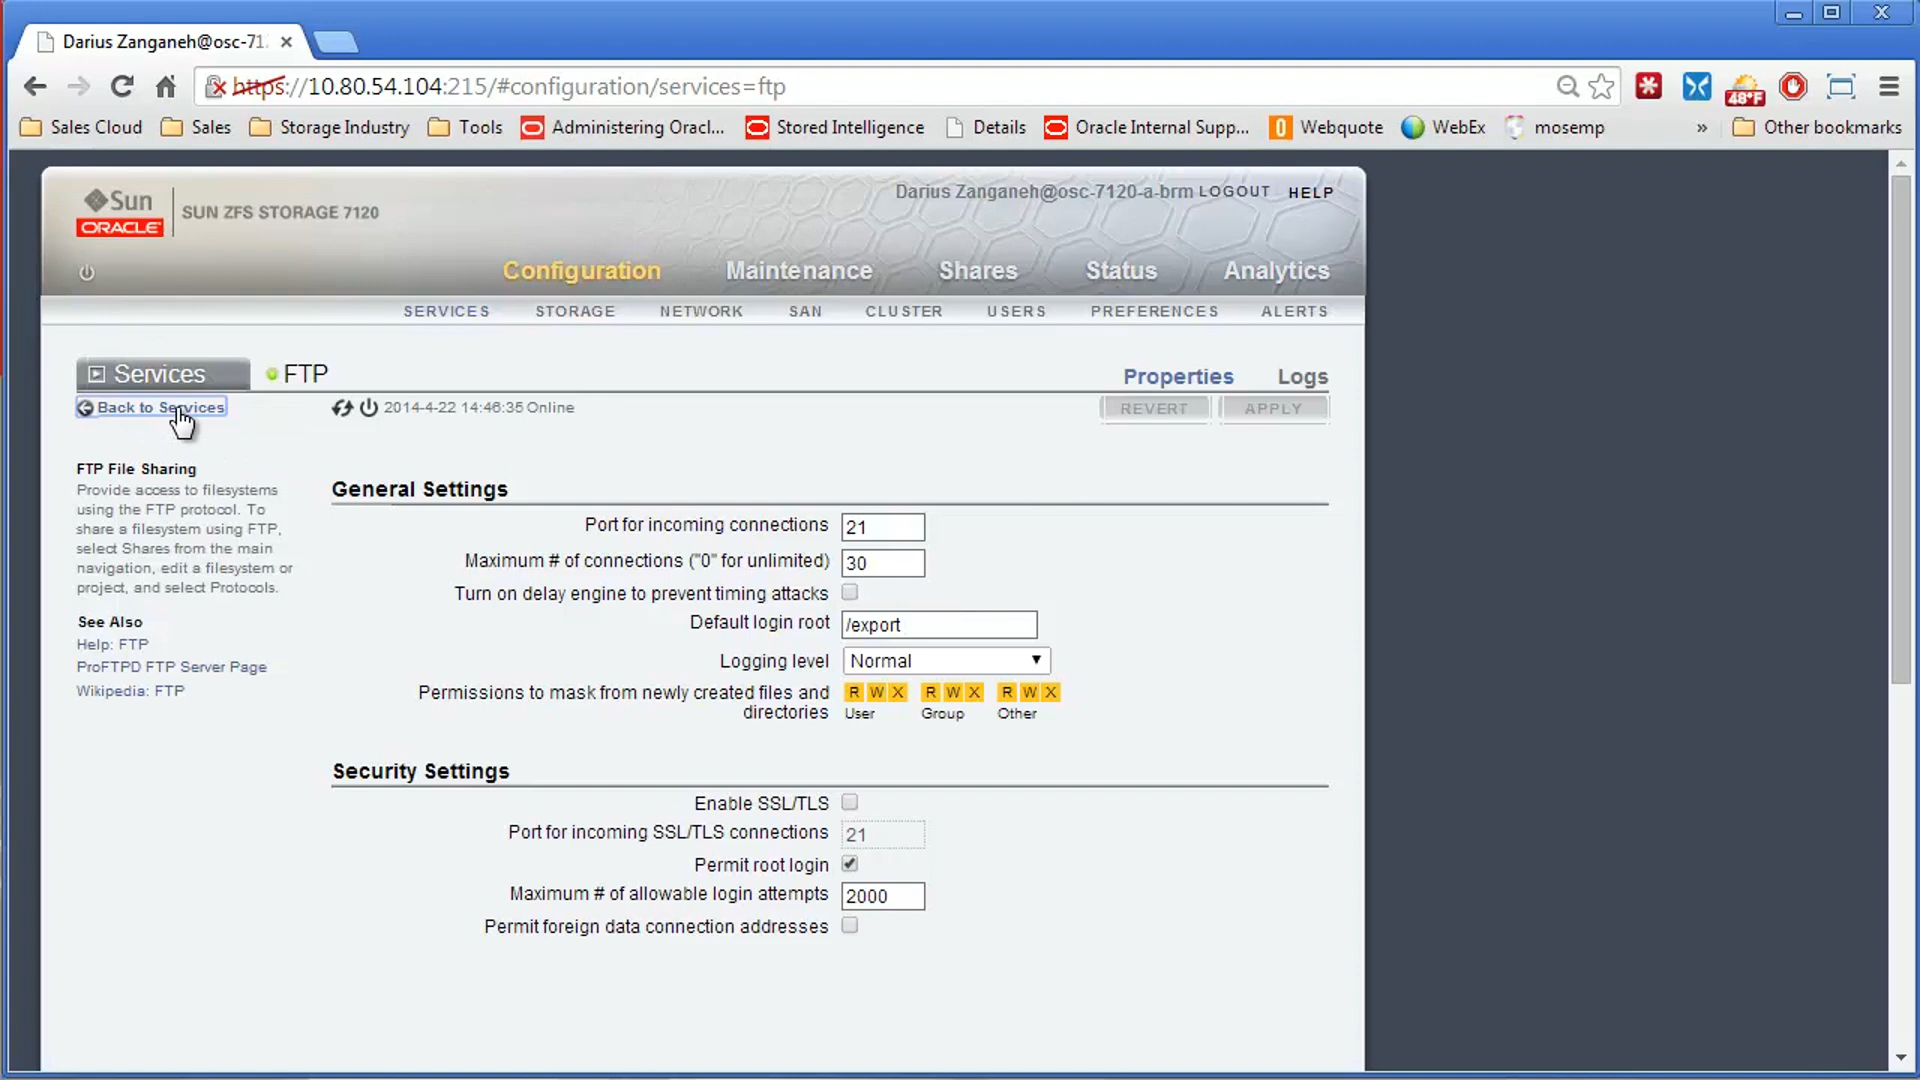 Darius Zanganeh@osc-71
https://10.80.54.104:215/#configuration/services=ftp
48°F
Sales Cloud
Sales
Storage Industry
Tools
Administering Oracl...
Stored Intelligence
Details
Oracle Internal Supp...
Webquote
WebEx
mosemp
»
Other bookmarks
Sun
ORACLE
SUN ZFS STORAGE 7120
Darius Zanganeh@osc-7120-a-brm LOGOUT HELP
Configuration Maintenance Shares Status Analytics
SERVICES STORAGE NETWORK SAN CLUSTER USERS PREFERENCES ALERTS
Services
FTP
Properties Logs
Back to Services
2014-4-22 14:46:35 Online
REVERT APPLY
FTP File Sharing
Provide access to filesystems
using the FTP protocol. To
share a filesystem using FTP,
select Shares from the main
navigation, edit a filesystem or
project, and select Protocols.
See Also
Help: FTP
ProFTPD FTP Server Page
Wikipedia: FTP
General Settings
Port for incoming connections 21
Maximum # of connections ("0" for unlimited) 30
Turn on delay engine to prevent timing attacks
Default login root /export
Logging level Normal
Permissions to mask from newly created files and
directories
R W X R W X R W X
User Group Other
Security Settings
Enable SSL/TLS
Port for incoming SSL/TLS connections 21
Permit root login
Maximum # of allowable login attempts 2000
Permit foreign data connection addresses